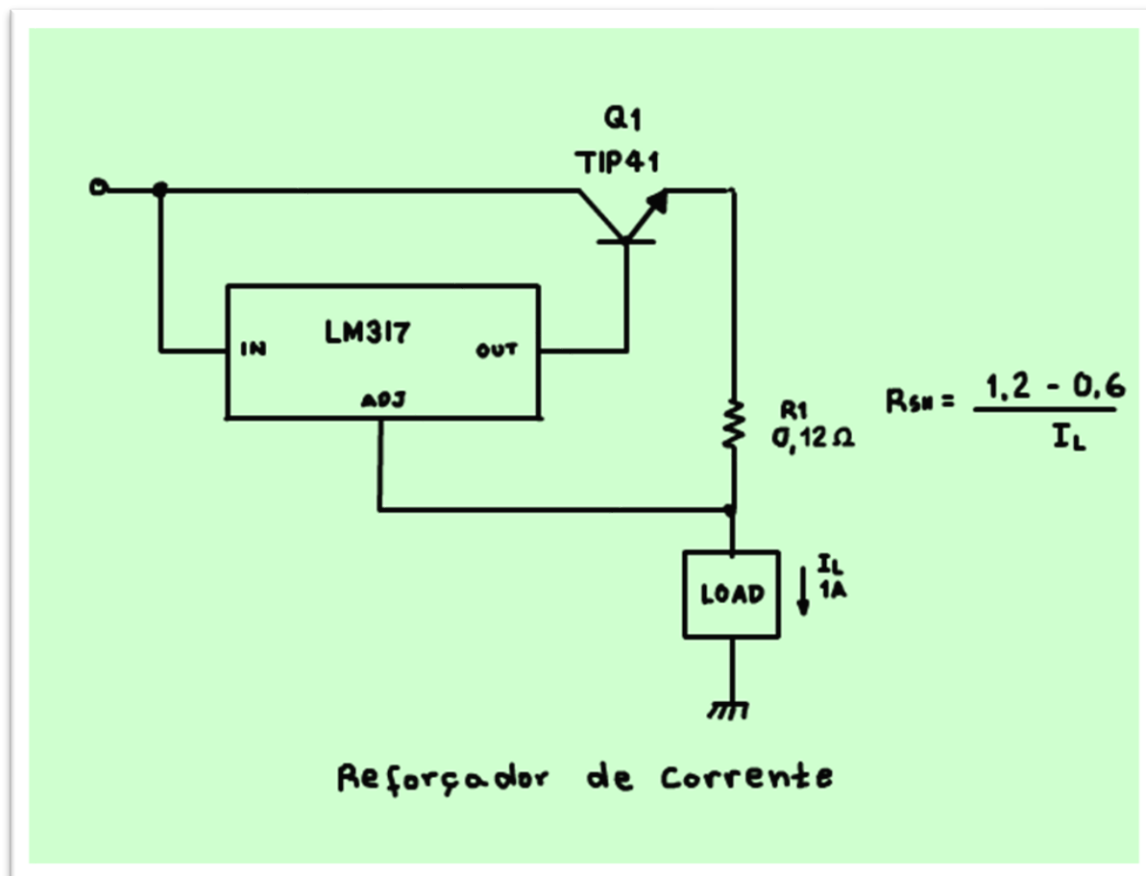 Q1
TIP41
LM317
IN
OUT
ADJ
R1
0,12Ω
RSH = 1,2 - 0,6
IL
LOAD
IL
1A
Reforçador de Corrente